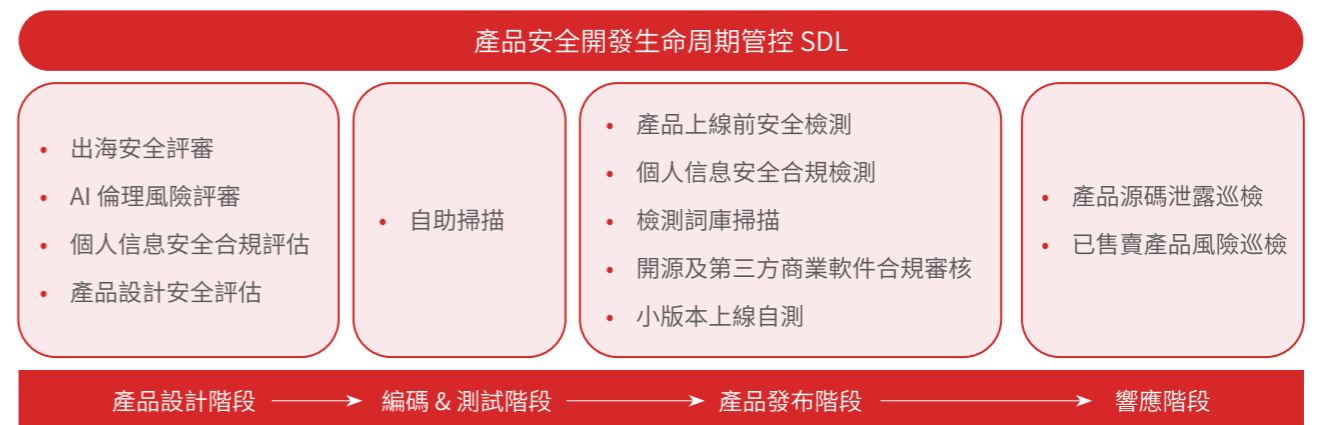 產品安全開發生命周期管控 SDL
• 出海安全評審
• AI 倫理風險評審
• 個人信息安全合規評估
• 產品設計安全評估
• 自助掃描
• 產品上線前安全檢測
• 個人信息安全合規檢測
• 檢測詞庫掃描
• 開源及第三方商業軟件合規審核
• 小版本上線自測
• 產品源碼泄露巡檢
• 已售賣產品風險巡檢
產品設計階段 → 編碼 & 測試階段 → 產品發布階段 → 響應階段